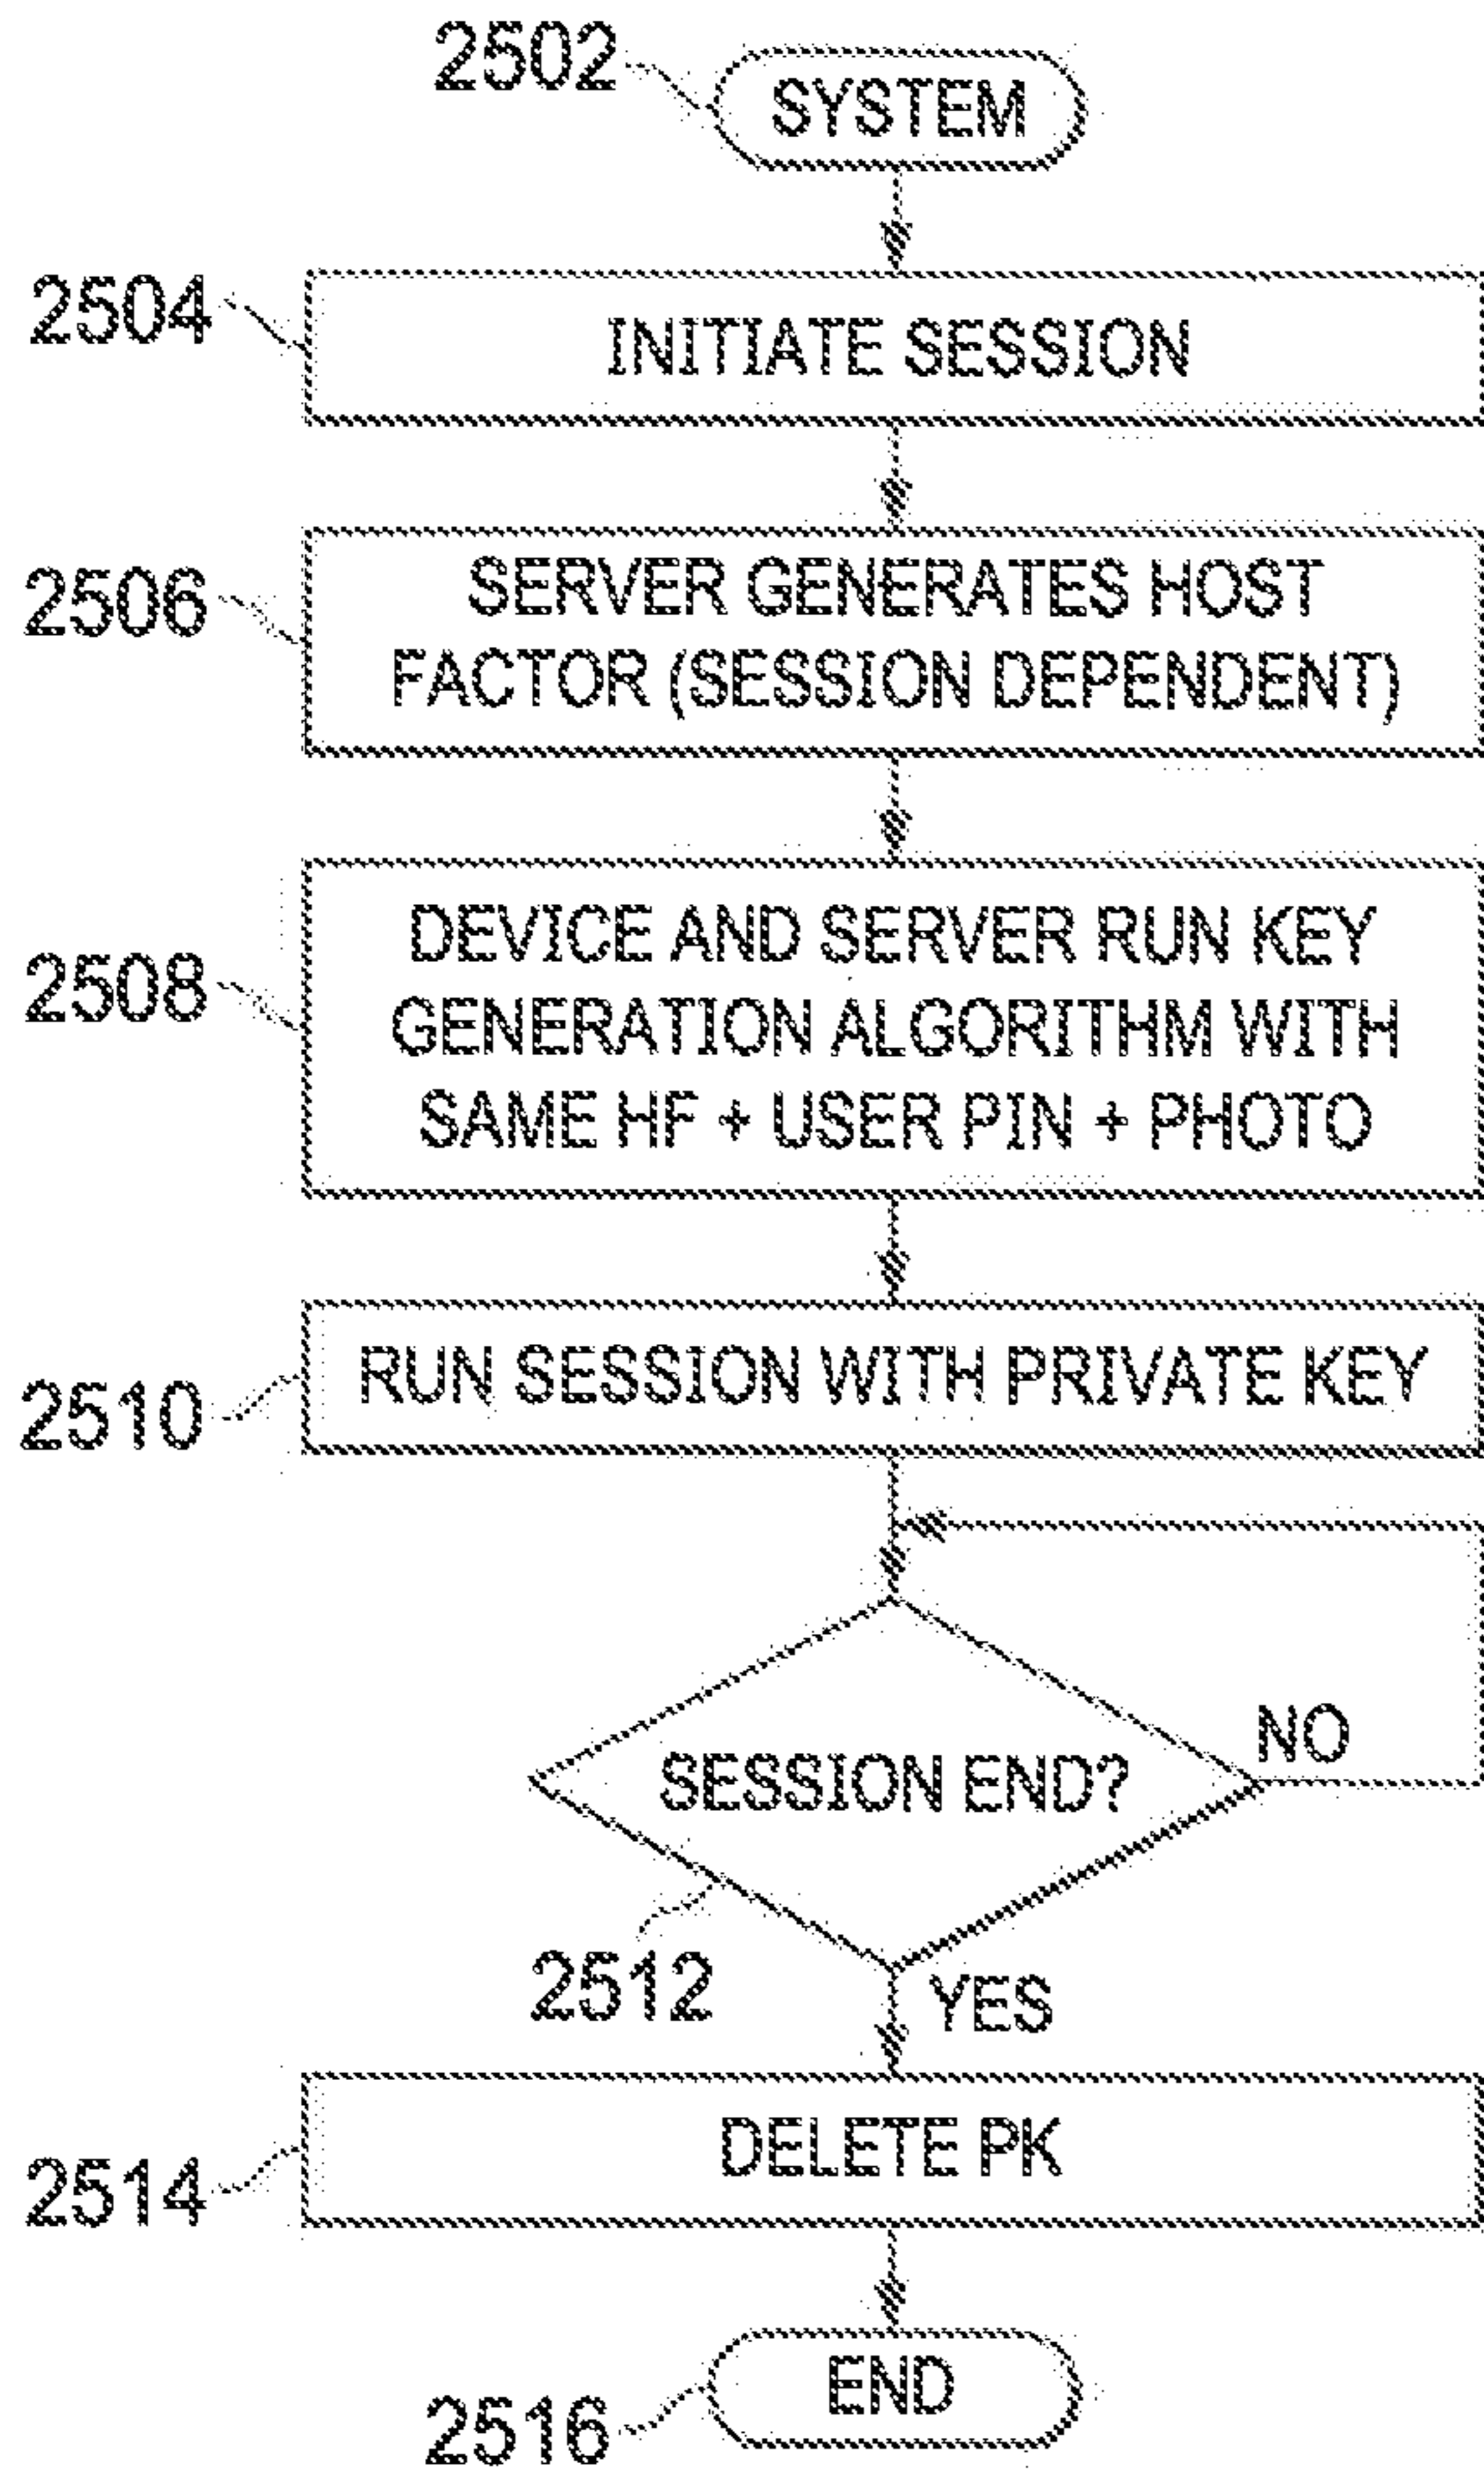 2502
SYSTEM
2504
INITIATE SESSION
2506
SERVER GENERATES HOST
FACTOR (SESSION DEPENDENT)
2508
DEVICE AND SERVER RUN KEY
GENERATION ALGORITHM WITH
SAME HF + USER PIN + PHOTO
2510
RUN SESSION WITH PRIVATE KEY
SESSION END?
NO
2512
YES
2514
DELETE PK
2516
END